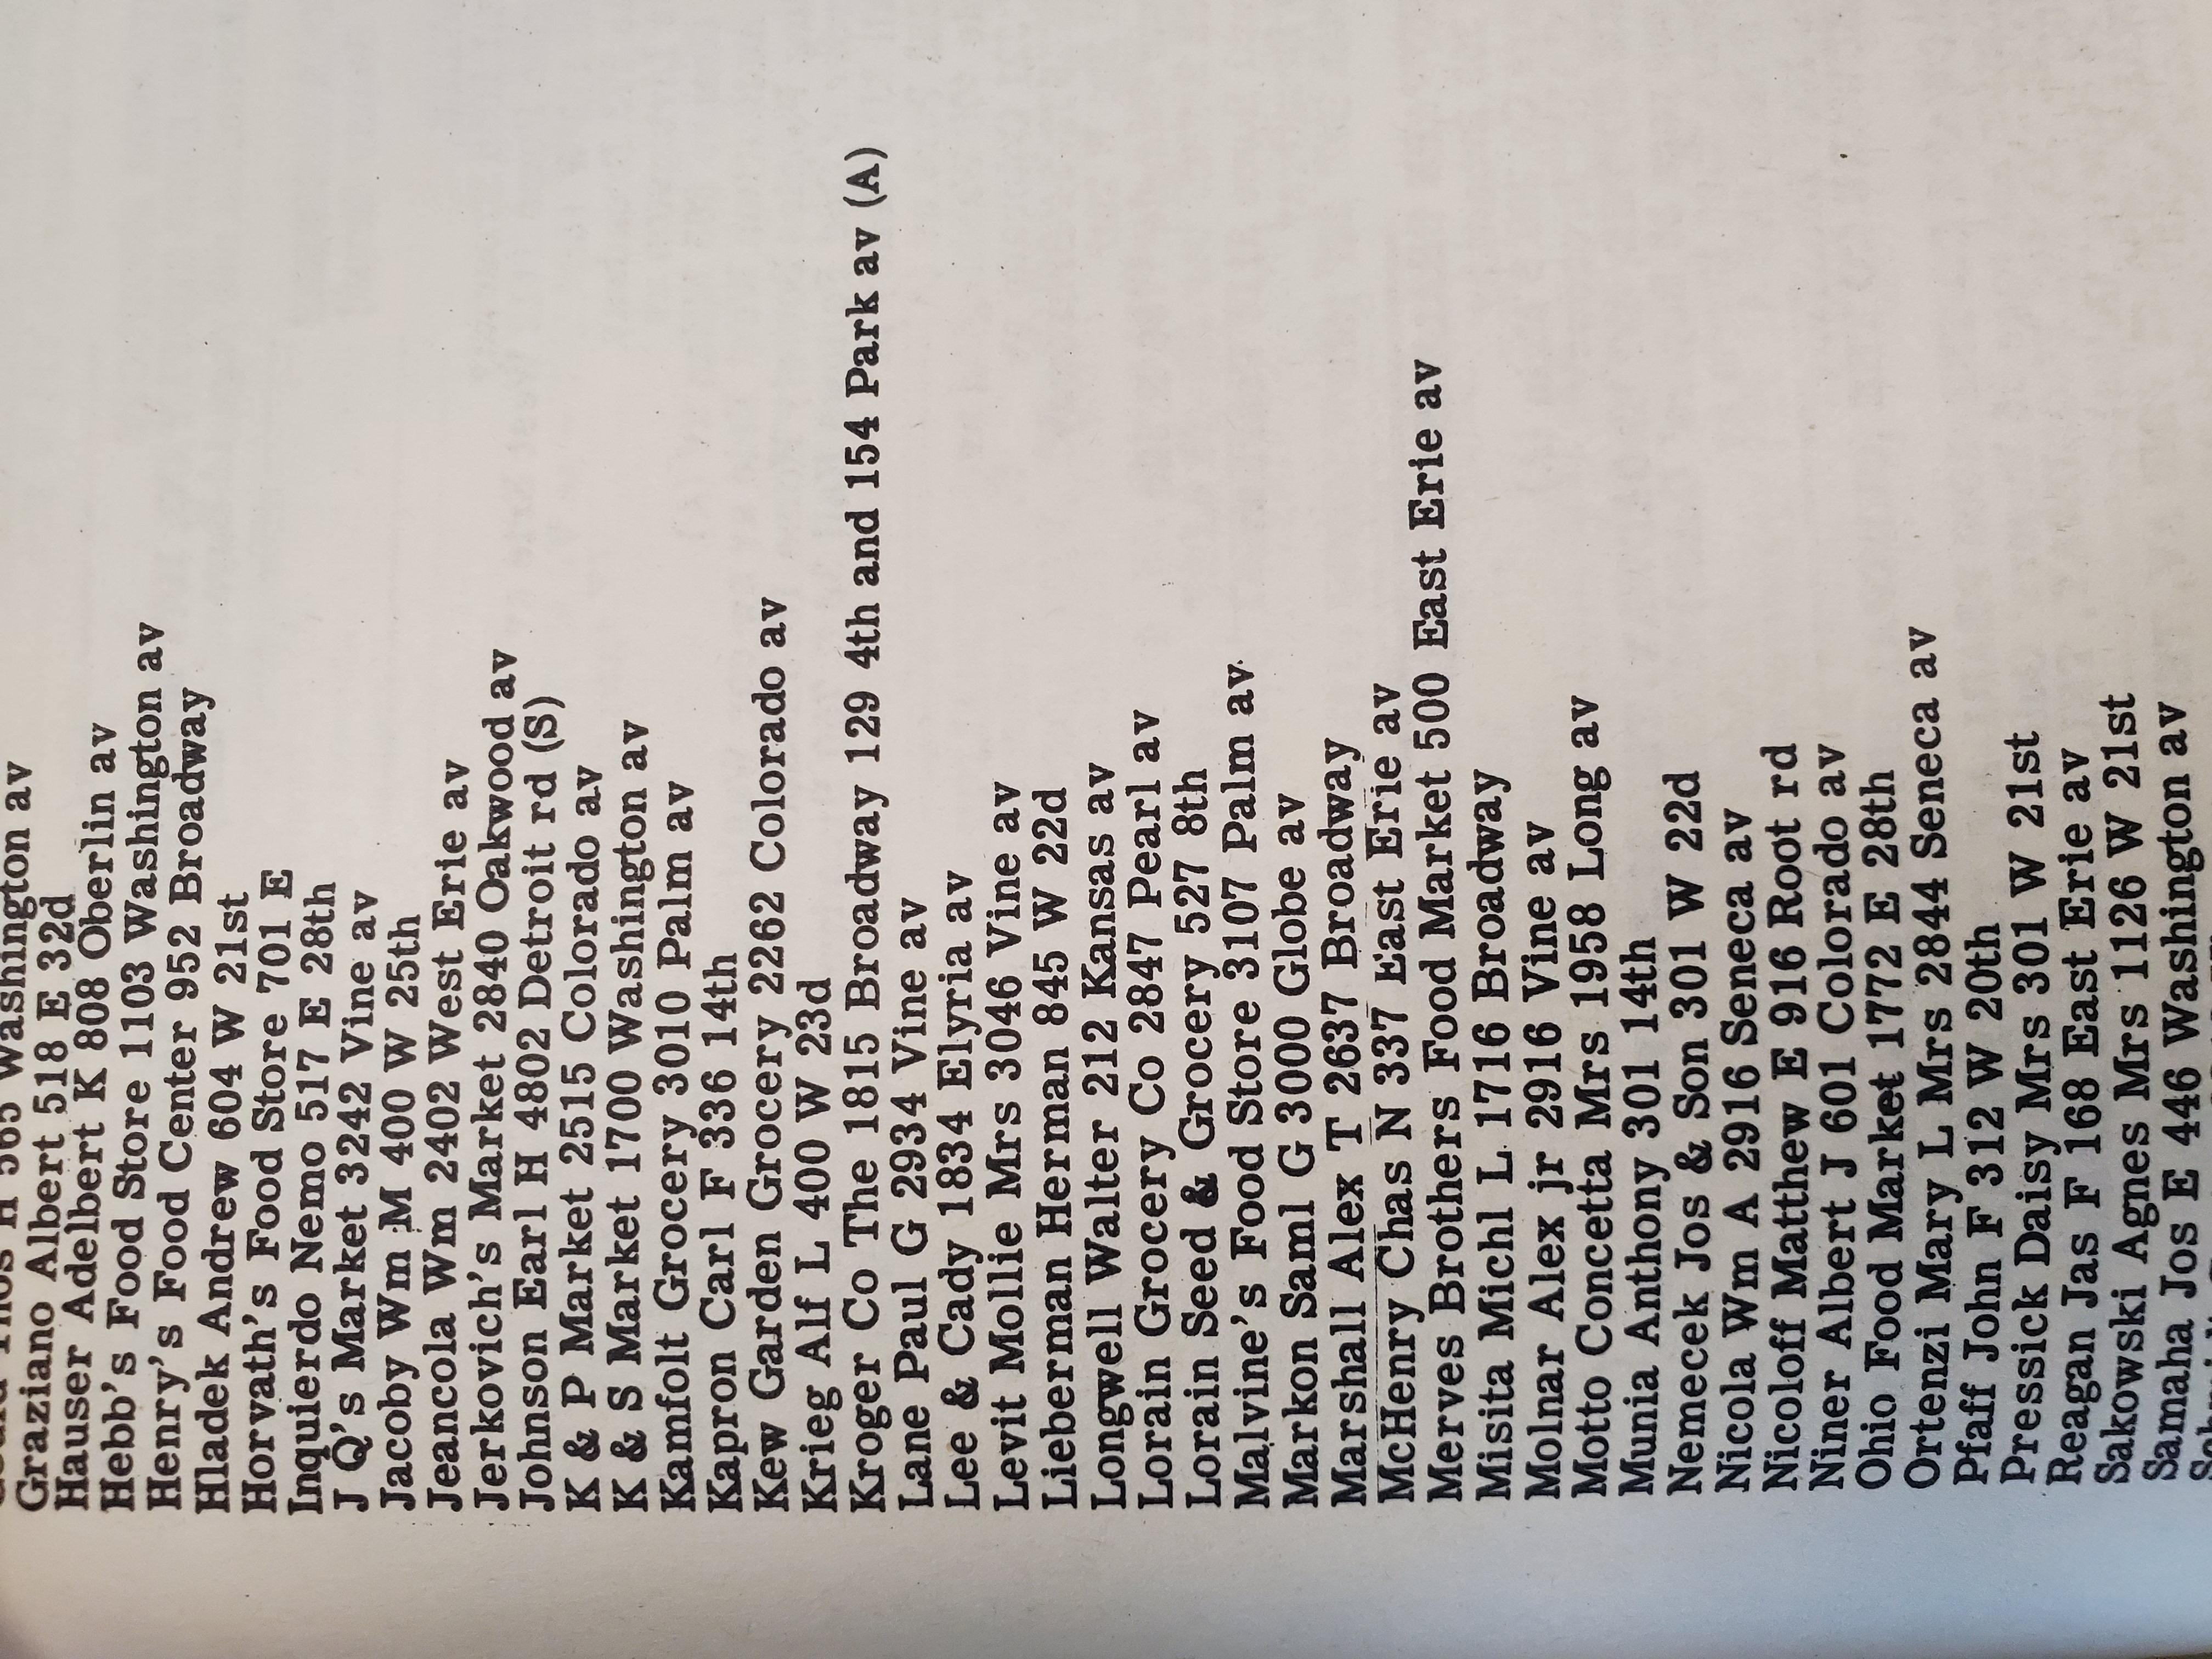 H 565 Washington av
Graziano Albert 518 E 32d
Hauser Adelbert K 808 Oberlin av
Hebb's Food Store 1103 Washington av
Henry's Food Center 952 Broadway
Hladek Andrew 604 W 21st
Horvath's Food Store 701 E
Inquierdo Nemo 517 E 28th
J Q's Market 3242 Vine av
Jacoby Wm M 400 W 25th
Jeancola Wm 2402 West Erie av
Jerkovich's Market 2840 Oakwood av
Johnson Earl H 4802 Detroit rd (S)
K & P Market 2515 Colorado av
K & S Market 1700 Washington av
Kamfolt Grocery 3010 Palm av
Kapron Carl F 336 14th
Kew Garden Grocery 2262 Colorado av
Krieg Alf L 400 W 23d
Kroger Co The 1815 Broadway 129 4th and 154 Park av (A)
Lane Paul G 2934 Vine av
Lee & Cady 1834 Elyria av
Levit Mollie Mrs 3046 Vine av
Lieberman Herman 845 W 22d
Longwell Walter 212 Kansas av
Lorain Grocery Co 2847 Pearl av
Lorain Seed & Grocery 527 8th
Malvine's Food Store 3107 Palm av
Markon Saml G 3000 Globe av
Marshall Alex T 2637 Broadway
McHenry Chas N 337 East Erie av
Merves Brothers Food Market 500 East Erie av
Misita Michl L 1716 Broadway
Molnar Alex jr 2916 Vine av
Motto Concetta Mrs 1958 Long av
Munia Anthony 301 14th
Nemecek Jos & Son 301 W 22d
Nicola Wm A 2916 Seneca av
Nicoloff Matthew E 916 Root rd
Niner Albert J 601 Colorado av
Ohio Food Market 1772 E 28th
Ortenzi Mary L Mrs 2844 Seneca av
Pfaff John F 312 W 20th
Pressick Daisy Mrs 301 W 21st
Reagan Jas F 168 East Erie av
Sakowski Agnes Mrs 1126 W 21st
Samaha Jos E 446 Washington av